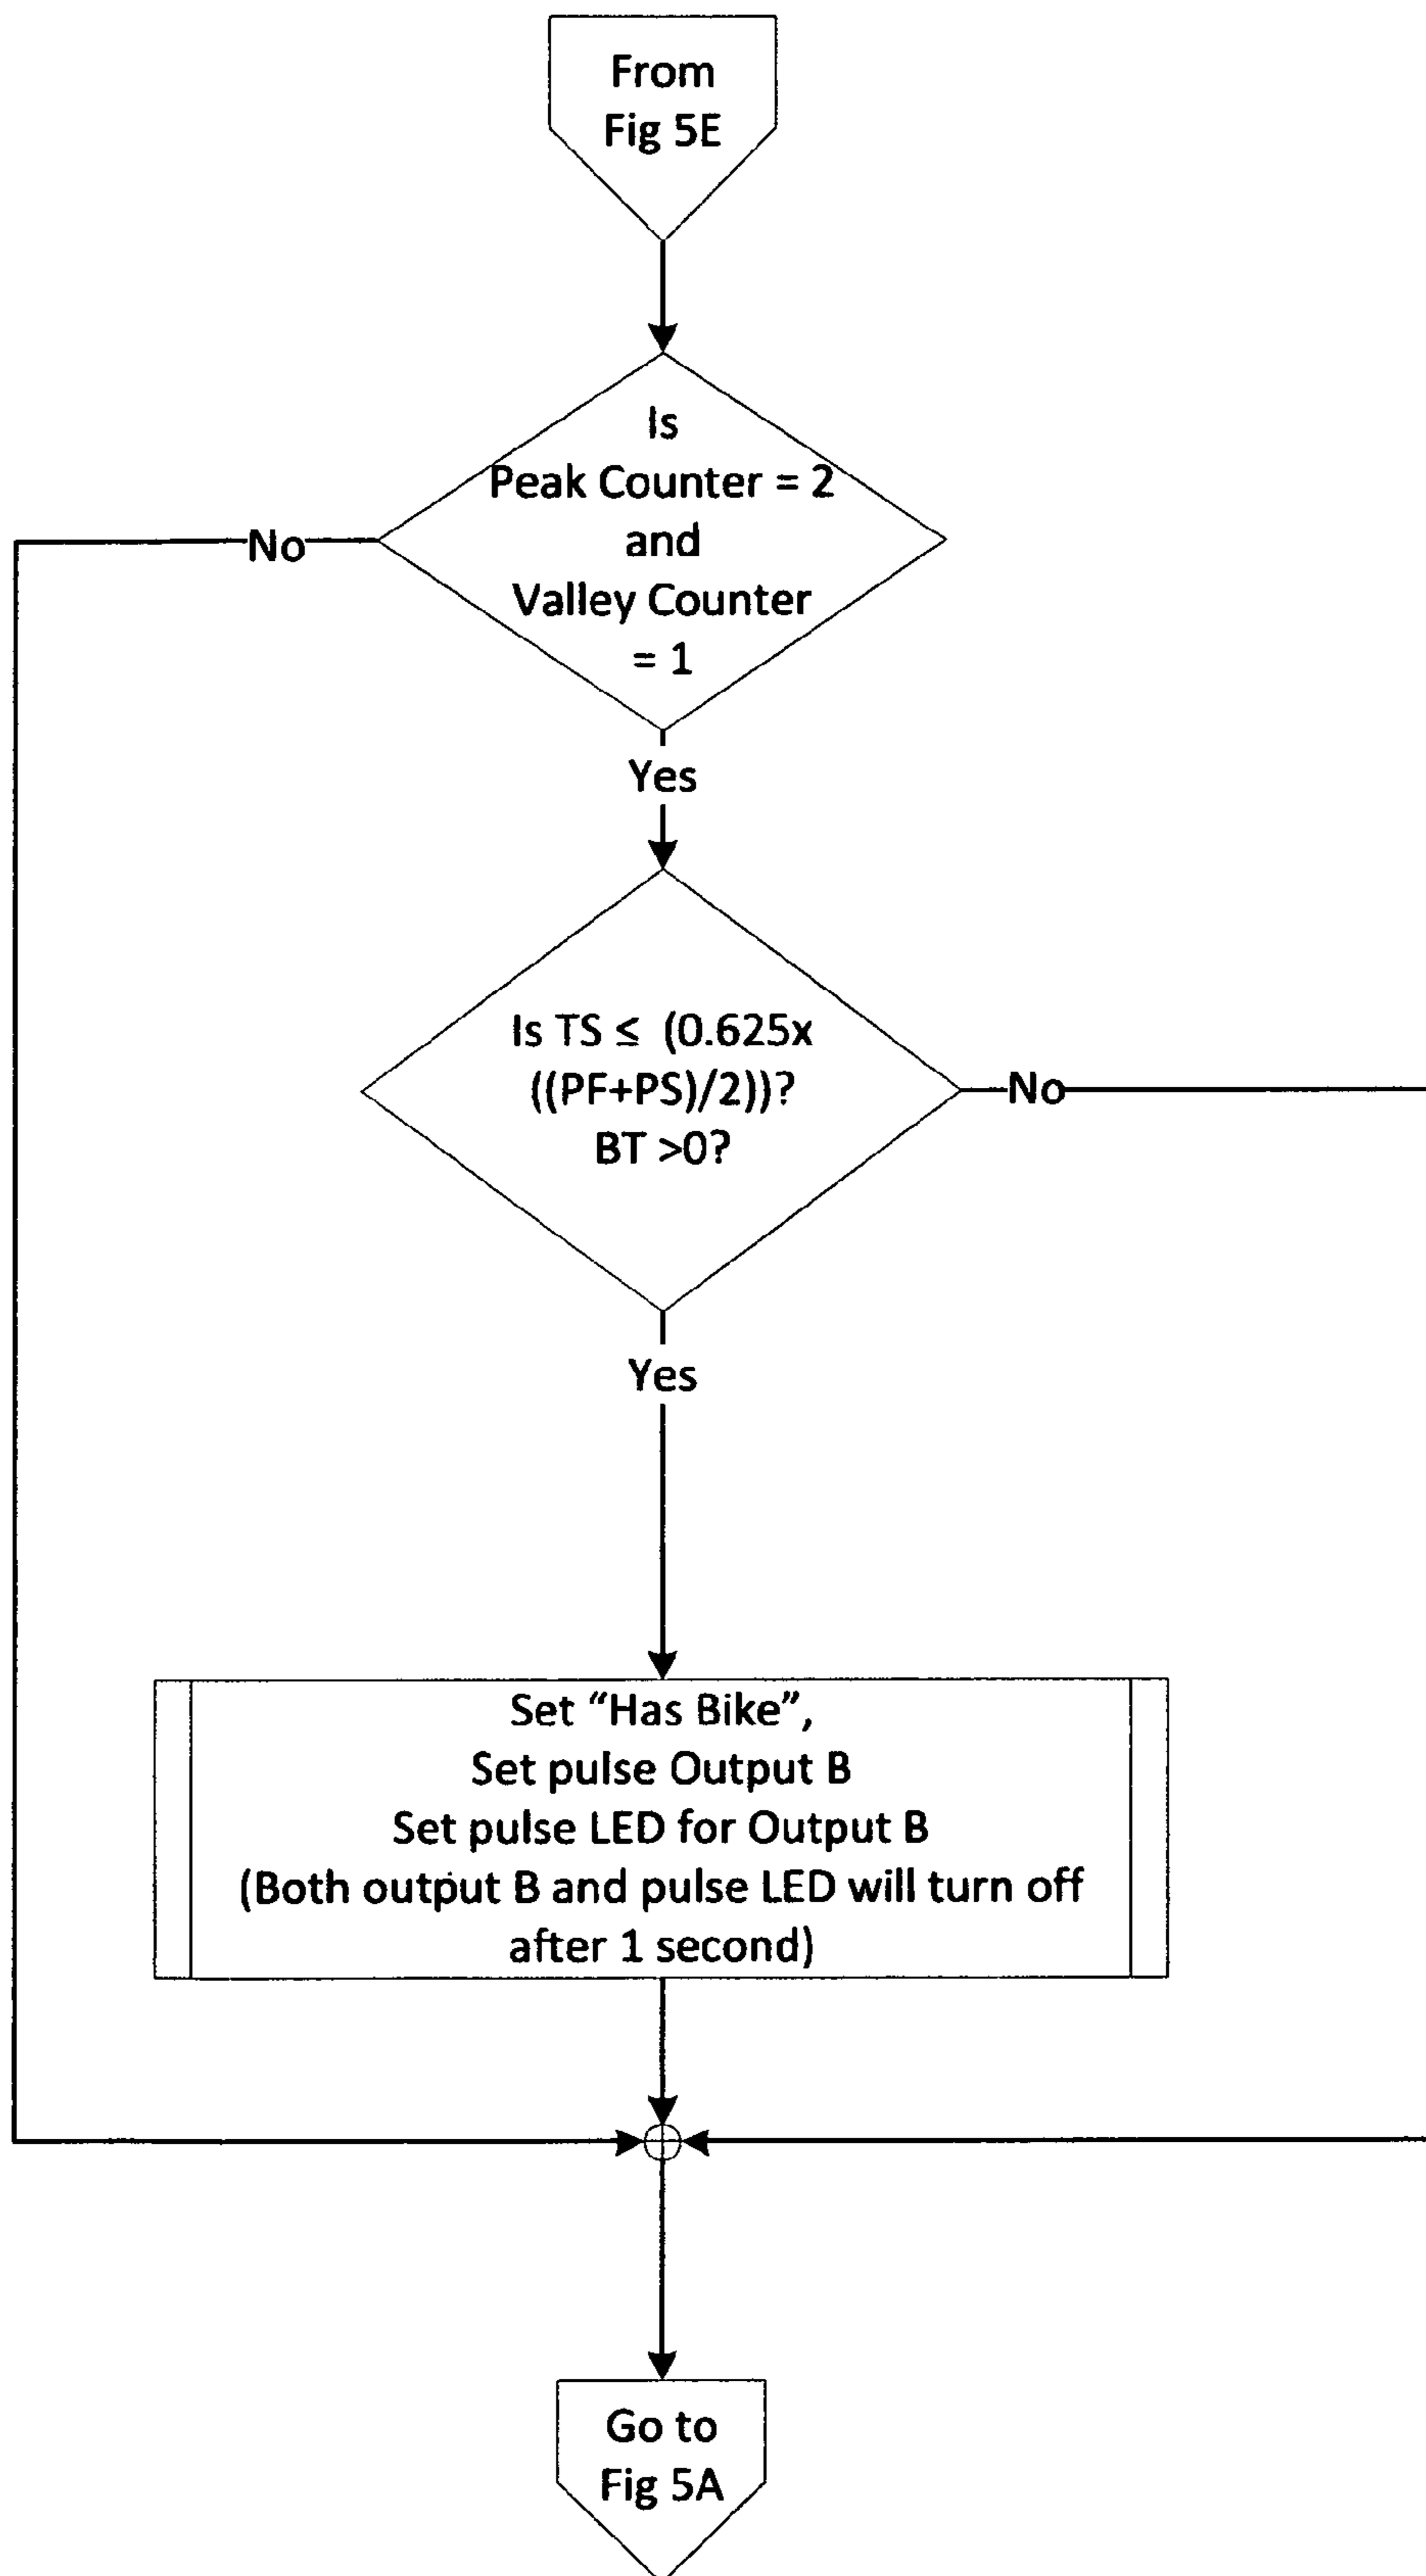 From
Fig 5E
Is
Peak Counter = 2
and
Valley Counter
= 1
No
Yes
Is TS ≤ (0.625x
((PF+PS)/2))?
BT >0?
No
Yes
Set “Has Bike”,
Set pulse Output B
Set pulse LED for Output B
(Both output B and pulse LED will turn off
after 1 second)
Go to
Fig 5A